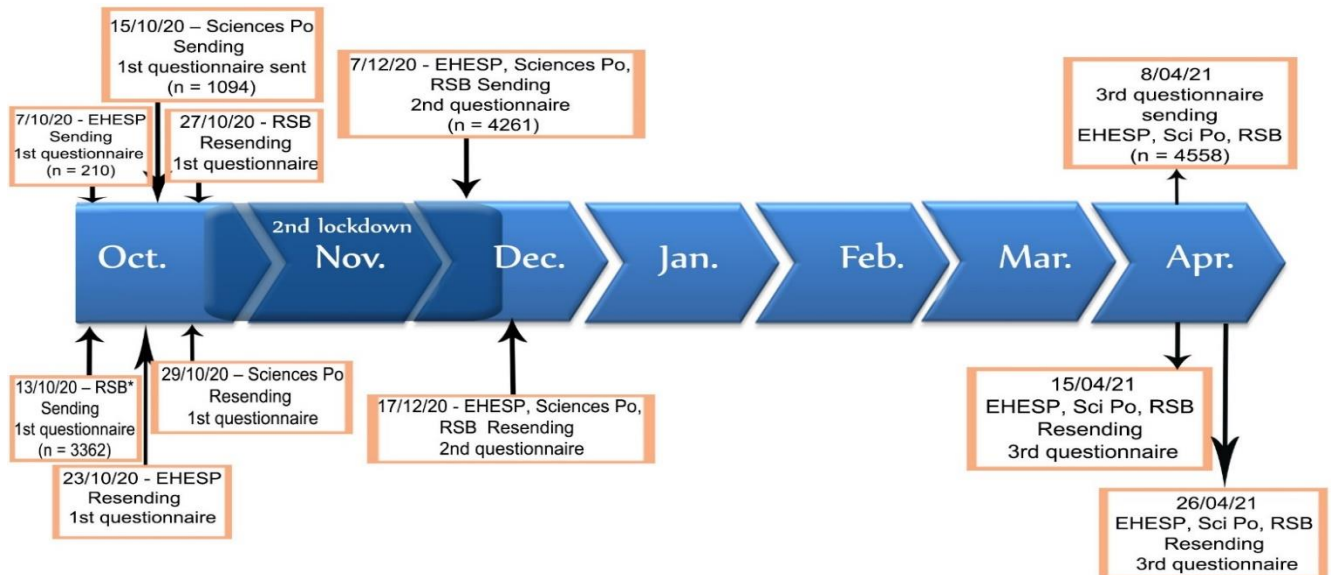 15/10/20 – Sciences Po
Sending
1st questionnaire sent
(n = 1094)
7/10/20 - EHESP
Sending
1st questionnaire
(n = 210)
27/10/20 - RSB
Resending
1st questionnaire
7/12/20 - EHESP, Sciences Po,
RSB Sending
2nd questionnaire
(n = 4261)
8/04/21
3rd questionnaire
sending
EHESP, Sci Po, RSB
(n = 4558)
2nd lockdown
Oct.
Nov.
Dec.
Jan.
Feb.
Mar.
Apr.
13/10/20 – RSB*
Sending
1st questionnaire
(n = 3362)
29/10/20 – Sciences Po
Resending
1st questionnaire
23/10/20 - EHESP
Resending
1st questionnaire
17/12/20 - EHESP, Sciences Po,
RSB Resending
2nd questionnaire
15/04/21
EHESP, Sci Po, RSB
Resending
3rd questionnaire
26/04/21
EHESP, Sci Po, RSB
Resending
3rd questionnaire